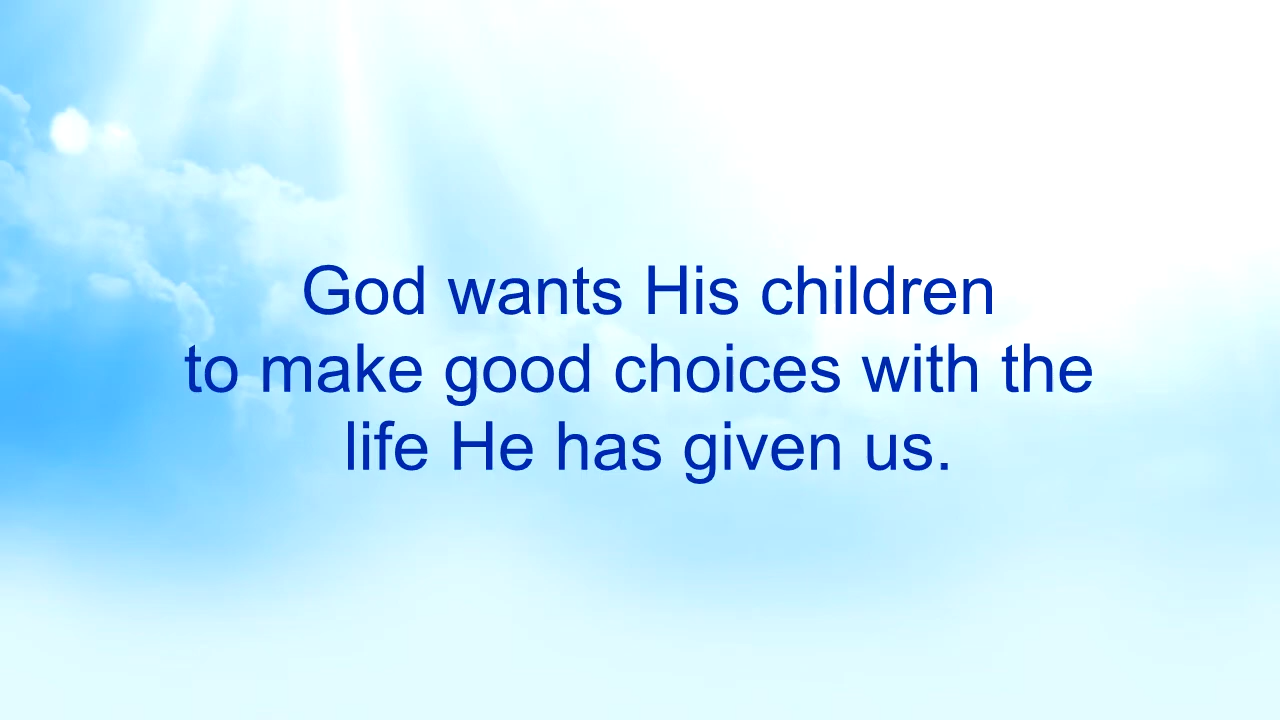 God wants His children
to make good choices with the
life He has given us.